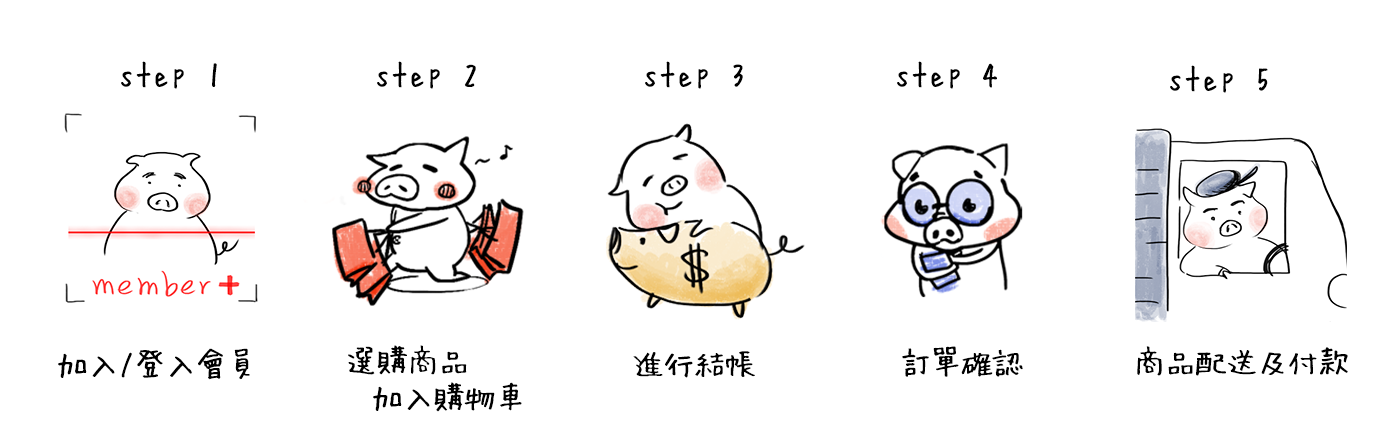 step 1
member+
加入/登入會員
step 2
選購商品
加入購物車
step 3
$
進行結帳
step 4
訂單確認
step 5
商品配送及付款